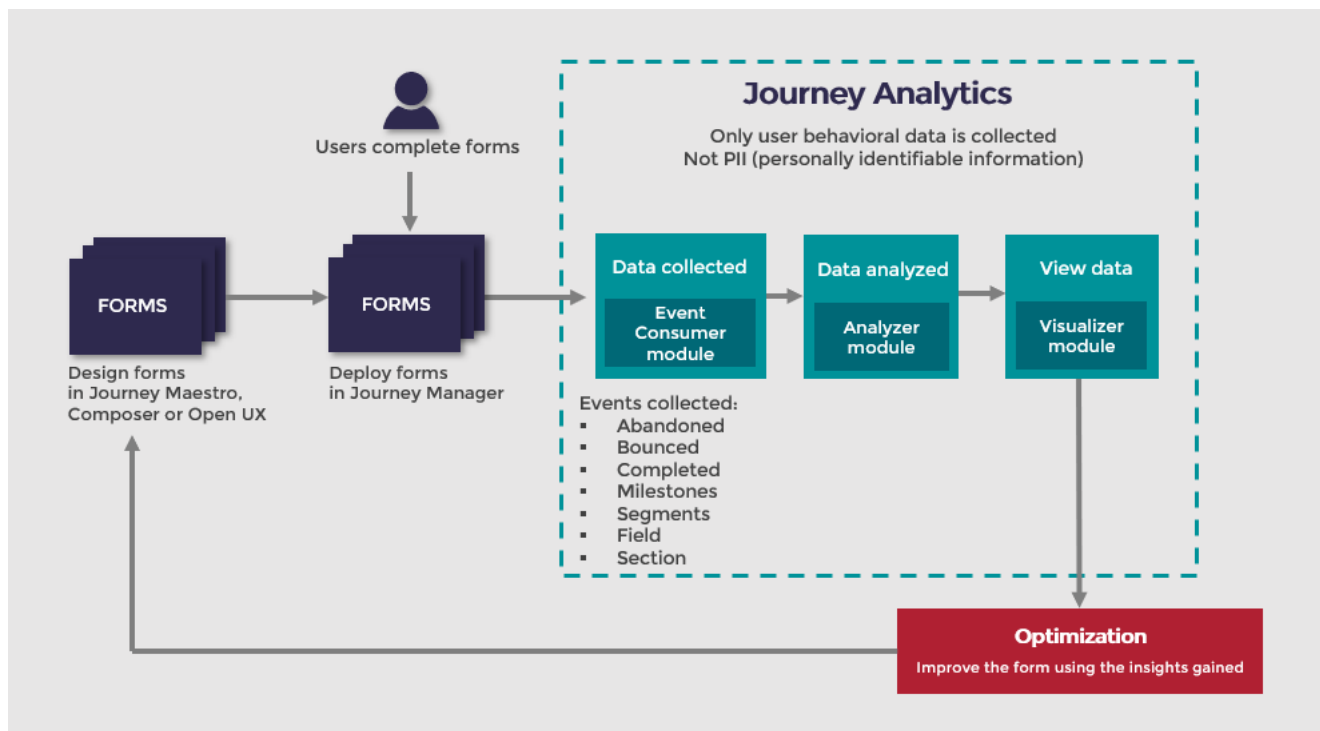 Journey Analytics
Only user behavioral data is collected
Not PII (personally identifiable information)
Users complete forms
FORMS
Design forms
in Journey Maestro,
Composer or Open UX
FORMS
Deploy forms
in Journey Manager
Data collected
Event
Consumer
module
Data analyzed
Analyzer
module
View data
Visualizer
module
Events collected:
▪ Abandoned
▪ Bounced
▪ Completed
▪ Milestones
▪ Segments
▪ Field
▪ Section
Optimization
Improve the form using the insights gained